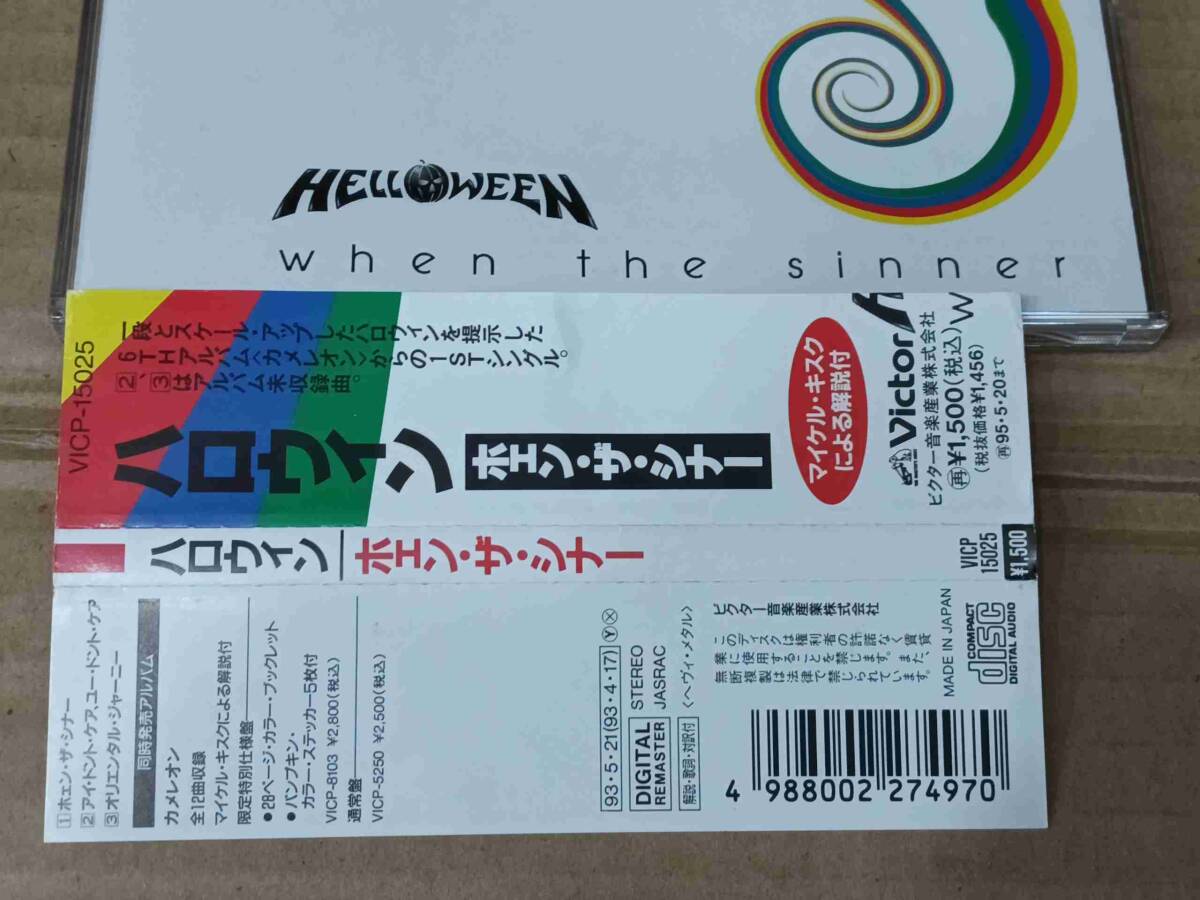 HELLOWEEN
when the sinner
VICP-15025
一段とスケール・アップしたハロウィンを提示した
6THアルバム〈カメレオン〉からの1STシングル。
2、3はアルバム未収録曲。
ハロウィン
ホエン・ザ・シナー
マイケル・キスク
による解説付
Victor
ビクター音楽産業株式会社
再¥1,500(税込)
(税抜価格¥1,456)
再95・5・20まで
ハロウィン
ホエン・ザ・シナー
VICP
15025
¥1,500
1ホエン・ザ・シナー
2アイ・ドント・ケア、ユー・ドント・ケア
3オリエンタル・ジャーニー
同時発売アルバム
カメレオン
全12曲収録
マイケル・キスクによる解説付
限定特別仕様盤
●28ページ・カラー・ブックレット
●パンプキン・
カラー・ステッカー5枚付
VICP-8103 ¥2,800(税込)
通常盤
VICP-5250 ¥2,500(税込)
93・5・21(93・4・17)YX
DIGITAL
REMASTER
STEREO
JASRAC
解説・歌詞・対訳付
〈ヘヴィ・メタル〉
ビクター音楽産業株式会社
このディスクは権利者の許諾なく賃貸
業に使用することを禁じます。また、
無断複製は法律で禁じられています。
MADE IN JAPAN
COMPACT
disc
DIGITAL AUDIO
4 988002 274970